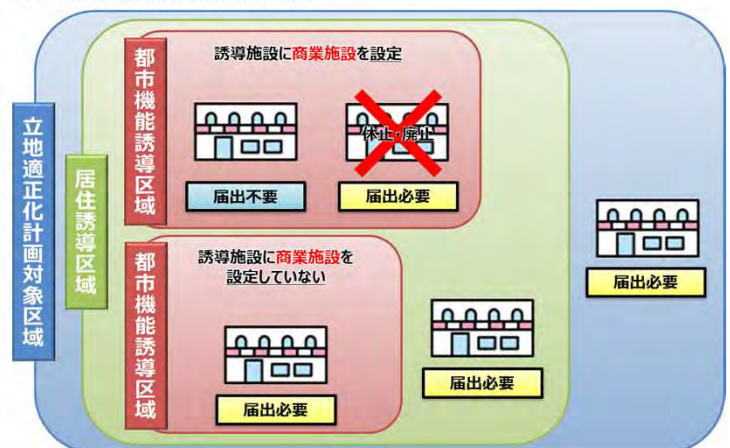 立地適正化計画対象区域
居住誘導区域
都市機能誘導区域
誘導施設に商業施設を設定
休止・廃止
届出不要
届出必要
都市機能誘導区域
誘導施設に商業施設を
設定していない
届出必要
届出必要
届出必要